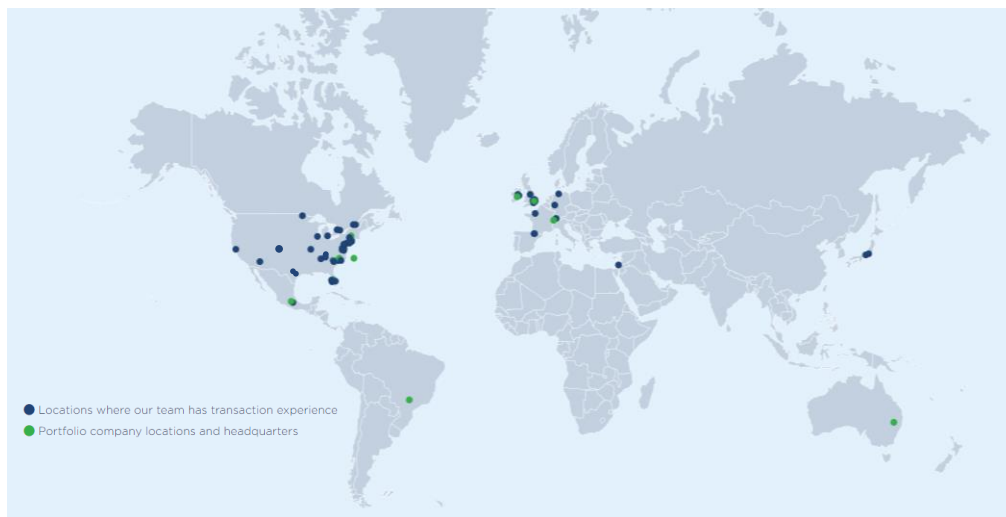 Locations where our team has transaction experience
Portfolio company locations and headquarters